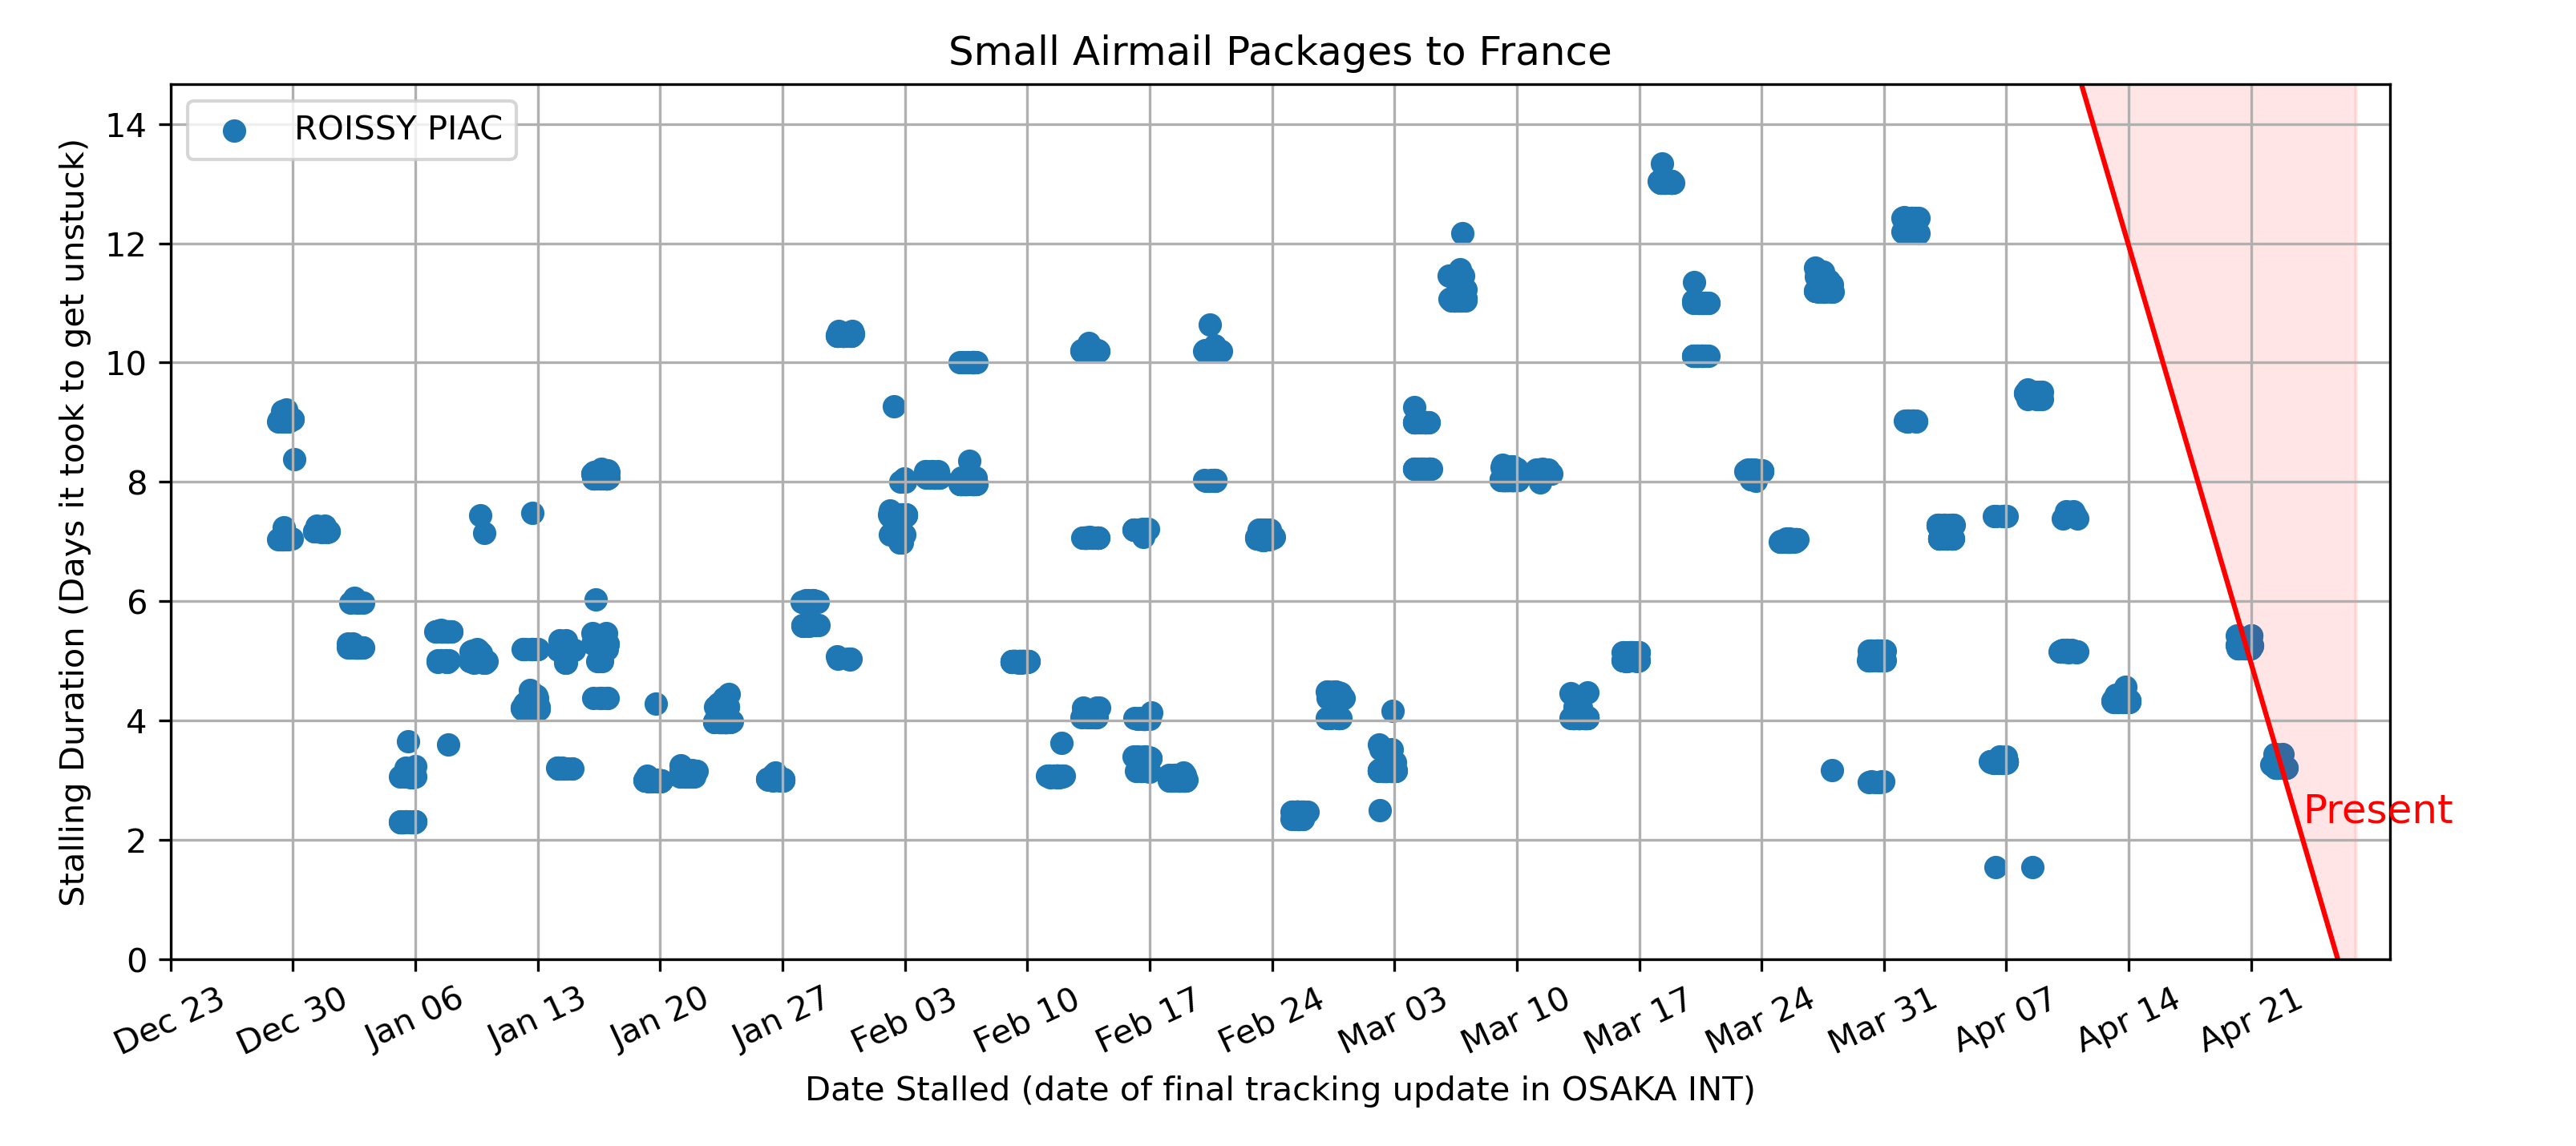 Small Airmail Packages to France
ROISSY PIAC
Stalling Duration (Days it took to get unstuck)
14
12
10
8
6
4
2
0
Present
Dec 23 Dec 30 Jan 06 Jan 13 Jan 20 Jan 27 Feb 03 Feb 10 Feb 17 Feb 24 Mar 03 Mar 10 Mar 17 Mar 24 Mar 31 Apr 07 Apr 14 Apr 21
Date Stalled (date of final tracking update in OSAKA INT)